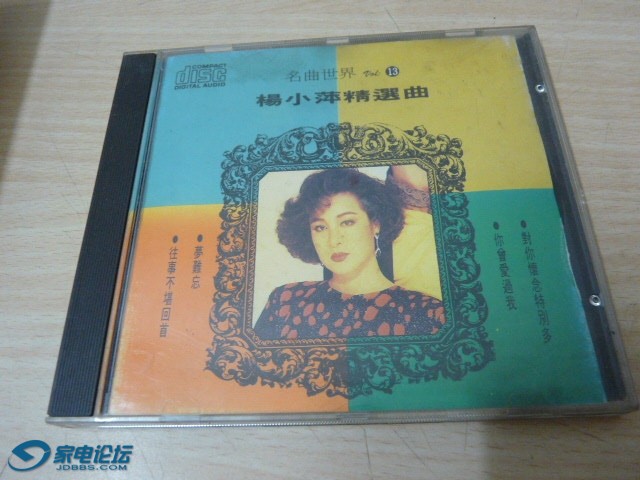 COMPACT
disc
DIGITAL AUDIO
名曲世界 Vol. 13
楊小萍精選曲
●對你懷念特別多
●你曾愛過我
●夢難忘
●往事不堪回首
家电论坛
JDBBS.COM